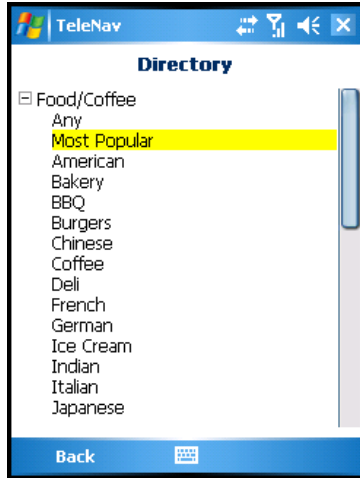 TeleNav
Directory
Food/Coffee
Any
Most Popular
American
Bakery
BBQ
Burgers
Chinese
Coffee
Deli
French
German
Ice Cream
Indian
Italian
Japanese
Back